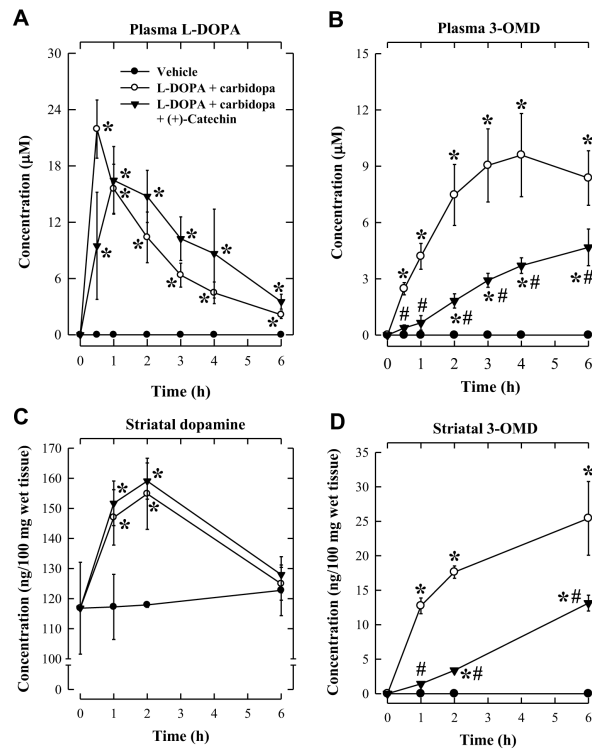 A
Plasma L-DOPA
Vehicle
L-DOPA + carbidopa
L-DOPA + carbidopa
+ (+)-Catechin
Concentration (µM)
30
24
18
12
6
0
* * * * * * * * * * * *
0 1 2 3 4 5 6
Time (h)
B
Plasma 3-OMD
Concentration (µM)
15
12
9
6
3
0
* * * * * *
# # *# *# *# *#
0 1 2 3 4 5 6
Time (h)
C
Striatal dopamine
Concentration (ng/100 mg wet tissue)
170
160
150
140
130
120
110
100
0
* * * *
0 1 2 3 4 5 6
Time (h)
D
Striatal 3-OMD
Concentration (ng/100 mg wet tissue)
35
30
25
20
15
10
5
0
* * *
# *# *#
0 1 2 3 4 5 6
Time (h)